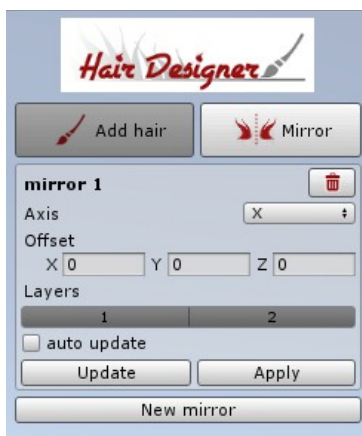 Hair Designer
Add hair Mirror
mirror 1
Axis X
Offset
X 0 Y 0 Z 0
Layers
1 2
auto update
Update Apply
New mirror